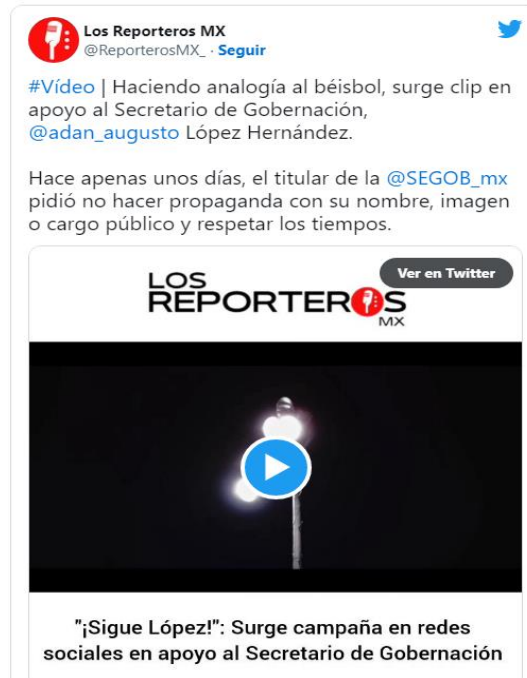 Los Reporteros MX
@ReporterosMX_ · Seguir
#Vídeo | Haciendo analogía al béisbol, surge clip en
apoyo al Secretario de Gobernación,
@adan_augusto López Hernández.
Hace apenas unos días, el titular de la @SEGOB_mx
pidió no hacer propaganda con su nombre, imagen
o cargo público y respetar los tiempos.
Ver en Twitter
LOS
REPORTEROS
MX
"¡Sigue López!": Surge campaña en redes
sociales en apoyo al Secretario de Gobernación